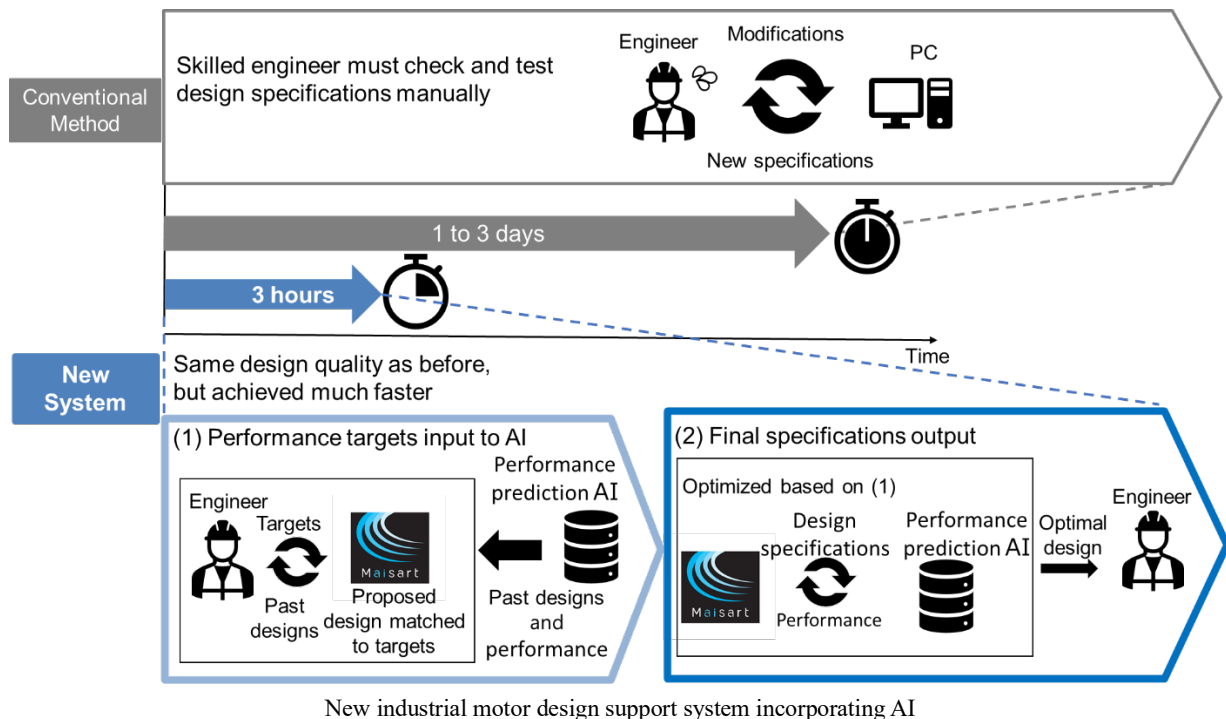 Conventional
Method
Skilled engineer must check and test
design specifications manually
Engineer
Modifications
PC
New specifications
1 to 3 days
3 hours
Time
New
System
Same design quality as before,
but achieved much faster
(1) Performance targets input to AI
Engineer
Targets
Past
designs
Maisart
Proposed
design matched
to targets
Performance
prediction AI
Past designs
and
performance
(2) Final specifications output
Optimized based on (1)
Maisart
Design
specifications
Performance
Performance
prediction AI
Optimal
design
Engineer
New industrial motor design support system incorporating AI